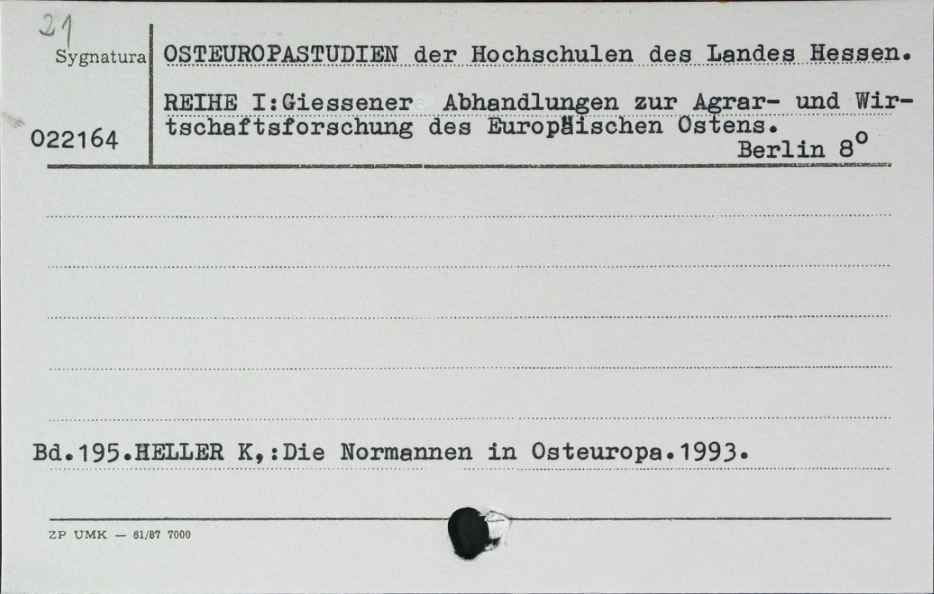 21
Sygnatura
OSTEUROPASTUDIEN der Hochschulen des Landes Hessen.
REIHE I:Giessener Abhandlungen zur Agrar- und Wir-
tschaftsforschung des Europäischen Ostens.
022164
Berlin 8⁰
Bd.195.HELLER K,:Die Normannen in Osteuropa.1993.
ZP UMK — 61/87 7000